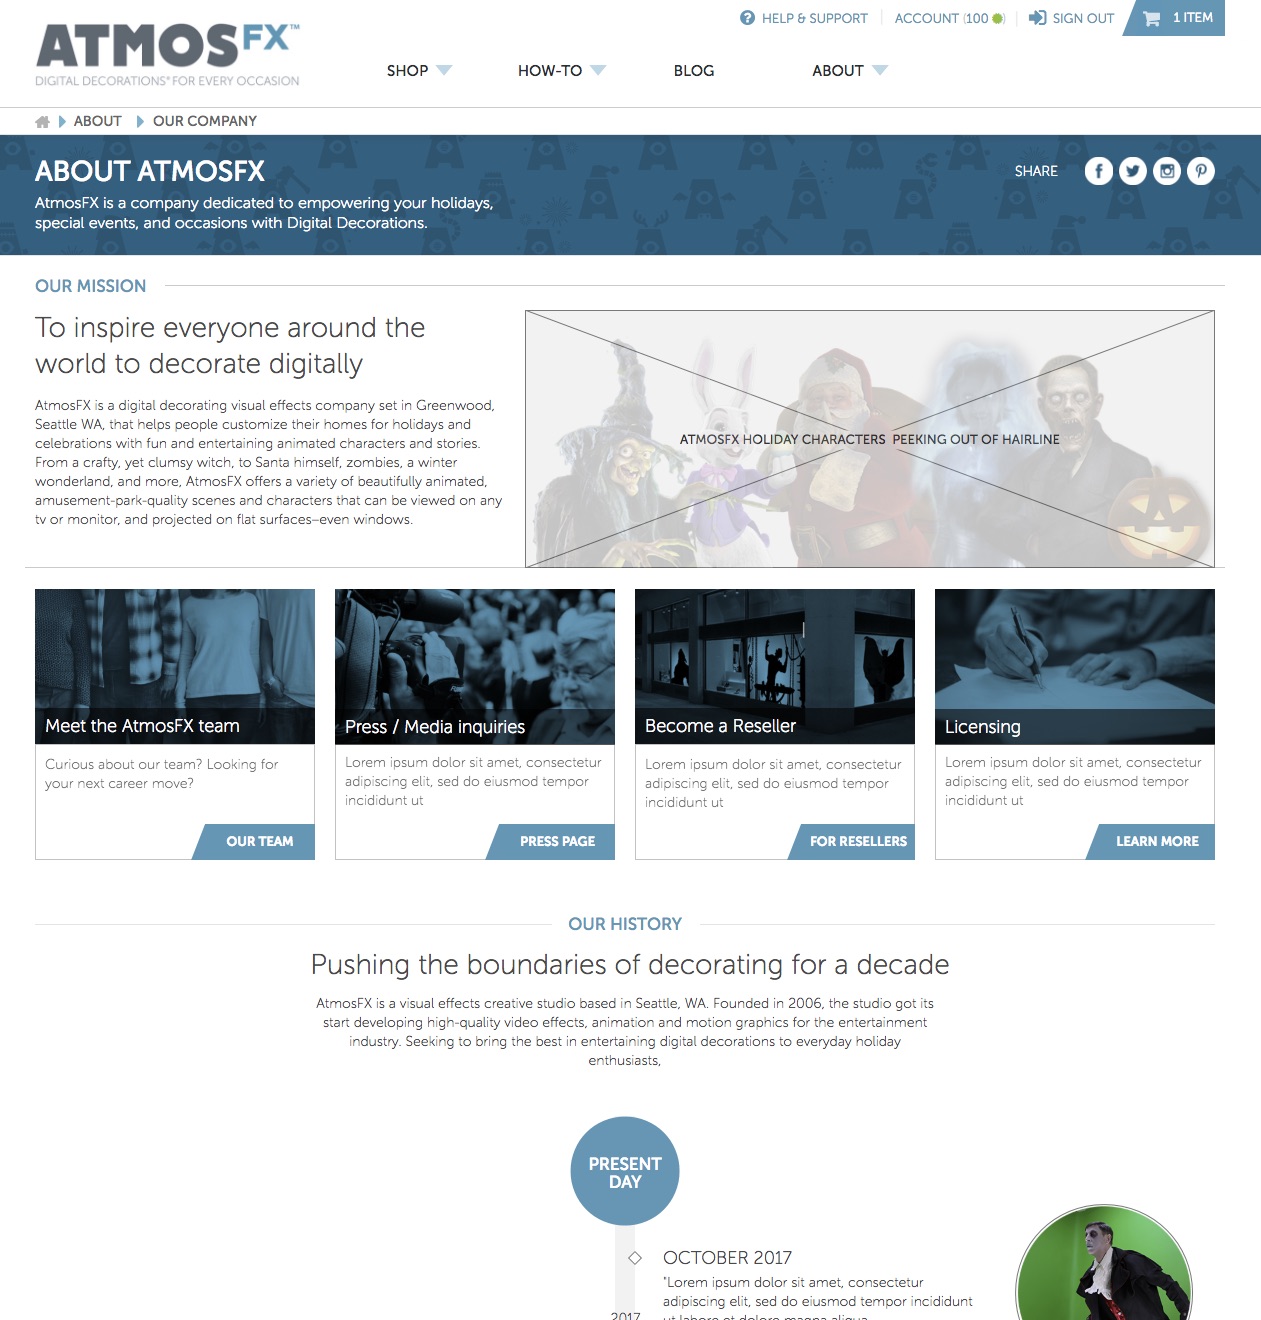 HELP & SUPPORT
ACCOUNT (100 )
SIGN OUT
1 ITEM
ATMOSFX™
DIGITAL DECORATIONS® FOR EVERY OCCASION
SHOP
HOW-TO
BLOG
ABOUT
ABOUT
OUR COMPANY
ABOUT ATMOSFX
AtmosFX is a company dedicated to empowering your holidays,
special events, and occasions with Digital Decorations.
SHARE
OUR MISSION
To inspire everyone around the
world to decorate digitally
AtmosFX is a digital decorating visual effects company set in Greenwood,
Seattle WA, that helps people customize their homes for holidays and
celebrations with fun and entertaining animated characters and stories.
From a crafty, yet clumsy witch, to Santa himself, zombies, a winter
wonderland, and more, AtmosFX offers a variety of beautifully animated,
amusement-park-quality scenes and characters that can be viewed on any
tv or monitor, and projected on flat surfaces–even windows.
ATMOSFX HOLIDAY CHARACTERS PEEKING OUT OF HAIRLINE
Meet the AtmosFX team
Curious about our team? Looking for
your next career move?
OUR TEAM
Press / Media inquiries
Lorem ipsum dolor sit amet, consectetur
adipiscing elit, sed do eiusmod tempor
incididunt ut
PRESS PAGE
Become a Reseller
Lorem ipsum dolor sit amet, consectetur
adipiscing elit, sed do eiusmod tempor
incididunt ut
FOR RESELLERS
Licensing
Lorem ipsum dolor sit amet, consectetur
adipiscing elit, sed do eiusmod tempor
incididunt ut
LEARN MORE
OUR HISTORY
Pushing the boundaries of decorating for a decade
AtmosFX is a visual effects creative studio based in Seattle, WA. Founded in 2006, the studio got its
start developing high-quality video effects, animation and motion graphics for the entertainment
industry. Seeking to bring the best in entertaining digital decorations to everyday holiday
enthusiasts,
PRESENT
DAY
OCTOBER 2017
"Lorem ipsum dolor sit amet, consectetur
adipiscing elit, sed do eiusmod tempor incididunt
ut labore et dolore magna aliqua
2017